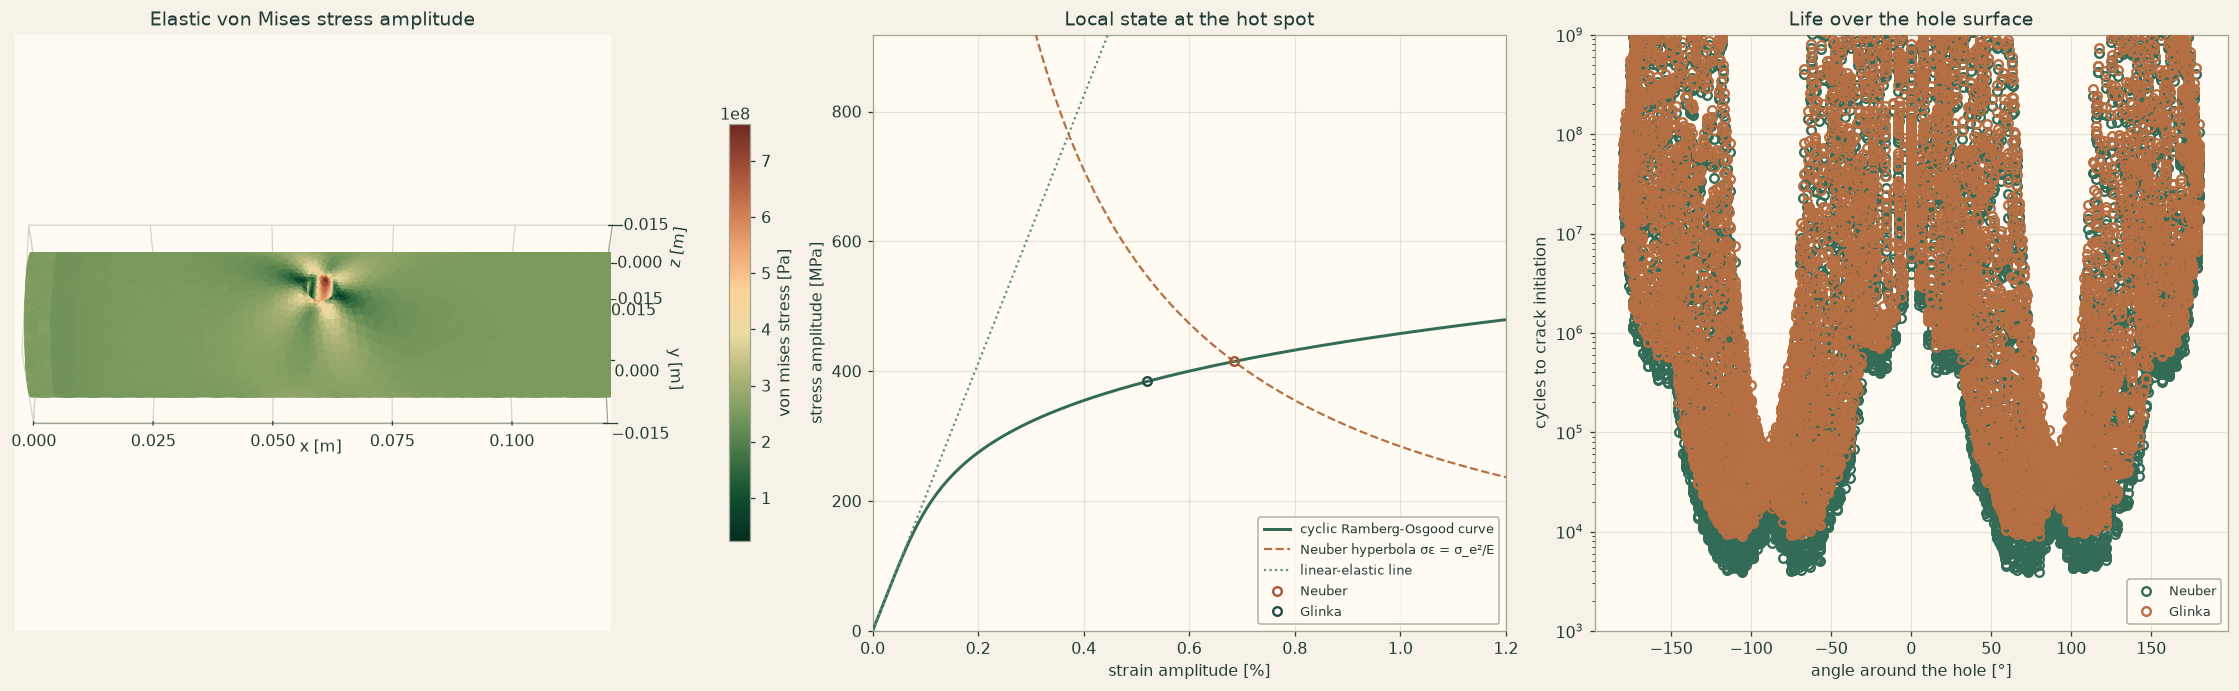 Elastic von Mises stress amplitude
−0.015
−0.000
−0.015
z [m]
0.015
0.000
−0.015
y [m]
0.000
0.025
0.050
0.075
0.100
x [m]
1e8
7
6
5
4
3
2
1
von mises stress [Pa]
Local state at the hot spot
800
600
400
200
0
stress amplitude [MPa]
0.0
0.2
0.4
0.6
0.8
1.0
1.2
strain amplitude [%]
cyclic Ramberg-Osgood curve
Neuber hyperbola σε = σ_e²/E
linear-elastic line
Neuber
Glinka
Life over the hole surface
10⁹
10⁸
10⁷
10⁶
10⁵
10⁴
10³
cycles to crack initiation
−150
−100
−50
0
50
100
150
angle around the hole [°]
Neuber
Glinka